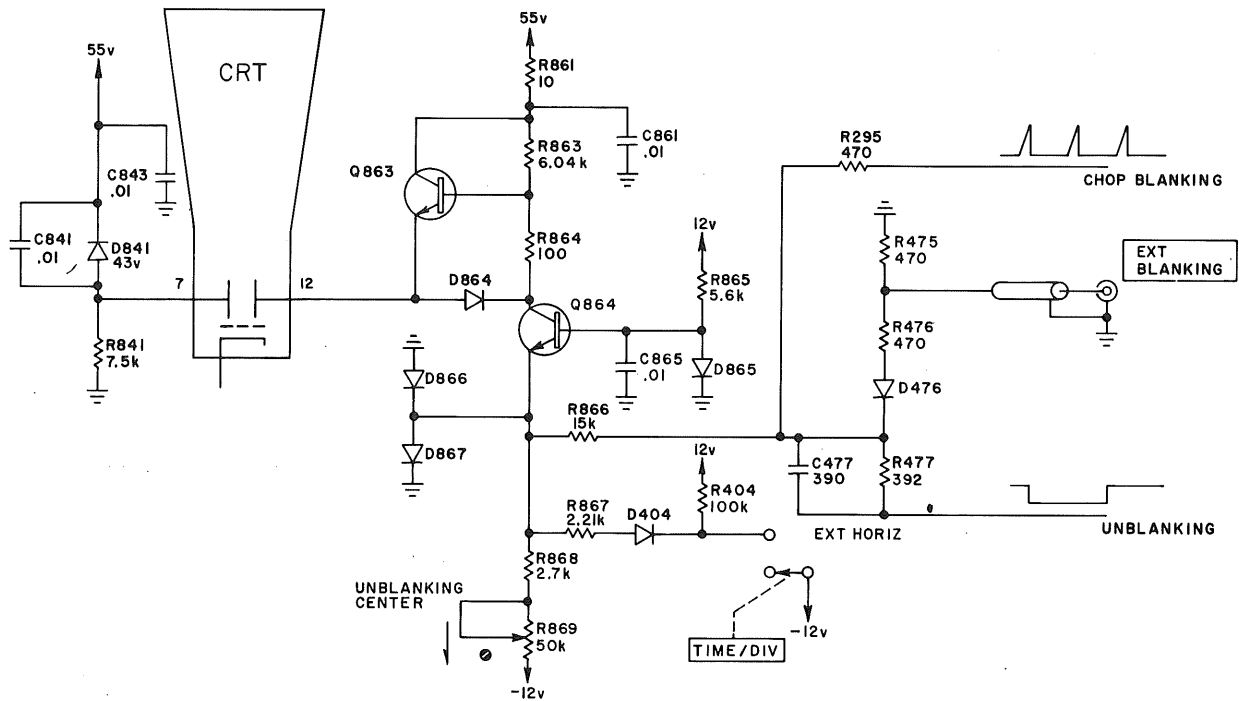 55v
55v
CRT
R861
10
C861
.01
R863
6.04k
C843
.01
Q863
R295
470
CHOP BLANKING
C841
.01
D841
43v
R864
100
12v
R475
470
EXT
BLANKING
7
12
D864
Q864
R865
5.6k
R841
7.5k
R476
470
C865
.01
D865
D866
D476
R866
15k
D867
12v
C477
390
R477
392
R404
100k
R867
2.21k
D404
EXT HORIZ
UNBLANKING
R868
2.7k
UNBLANKING
CENTER
R869
50k
-12v
TIME/DIV
-12v